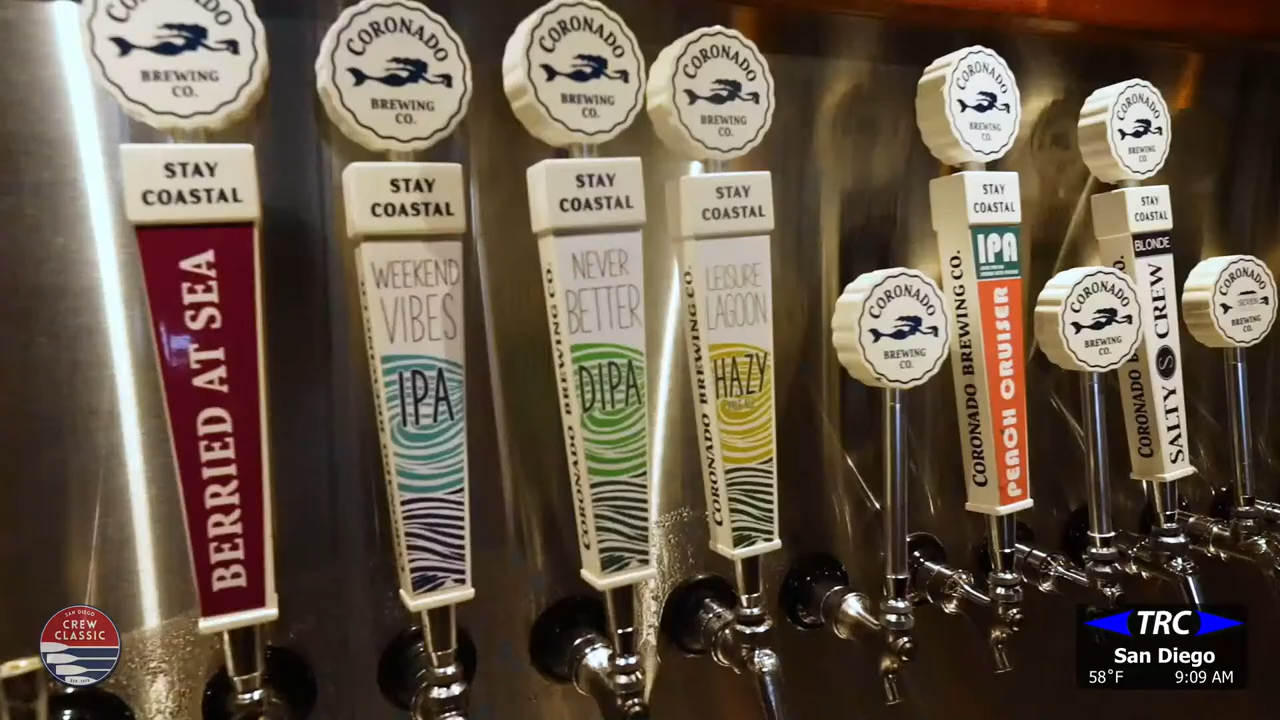 CORONADO
BREWING
CO.
STAY
COASTAL
BERRIED AT SEA
CORONADO
BREWING
CO.
STAY
COASTAL
WEEKEND
VIBES
IPA
CORONADO
BREWING
CO.
STAY
COASTAL
NEVER
BETTER
DIPA
CORONADO BREWING CO.
CORONADO
BREWING
CO.
STAY
COASTAL
LEISURE
LAGOON
HAZY
CORONADO BREWING CO.
CORONADO
BREWING
CO.
CORONADO
BREWING
CO.
STAY
COASTAL
IPA
PEACH CRUISER
CORONADO BREWING CO.
CORONADO
BREWING
CO.
CORONADO
BREWING
CO.
STAY
COASTAL
BLONDE
SALTY S CREW
CORONADO
BREWING
CO.
SAN DIEGO
CREW
CLASSIC
TRC
San Diego
58°F 9:09 AM